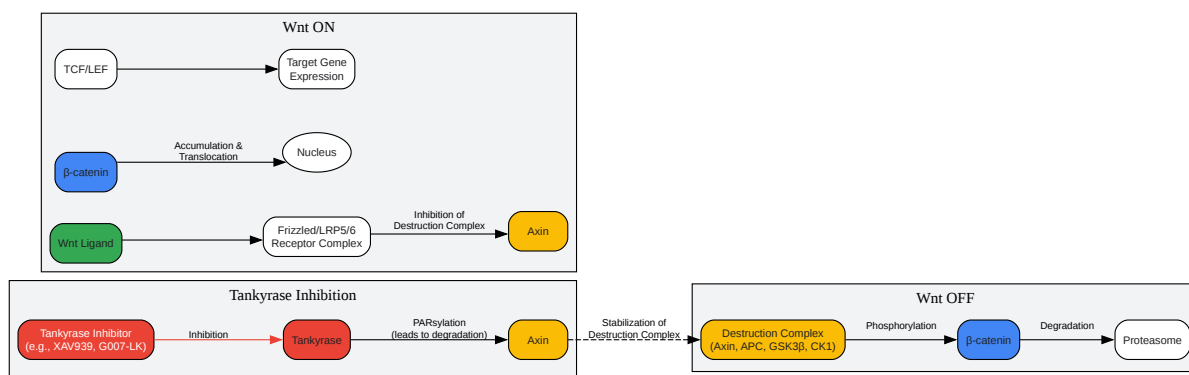 Wnt ON
TCF/LEF
Target Gene
Expression
β-catenin
Accumulation &
Translocation
Nucleus
Wnt Ligand
Frizzled/LRP5/6
Receptor Complex
Inhibition of
Destruction Complex
Axin
Tankyrase Inhibition
Tankyrase Inhibitor
(e.g., XAV939, G007-LK)
Inhibition
Tankyrase
PARsylation
(leads to degradation)
Axin
Stabilization of
Destruction Complex
Wnt OFF
Destruction Complex
(Axin, APC, GSK3β, CK1)
Phosphorylation
β-catenin
Degradation
Proteasome